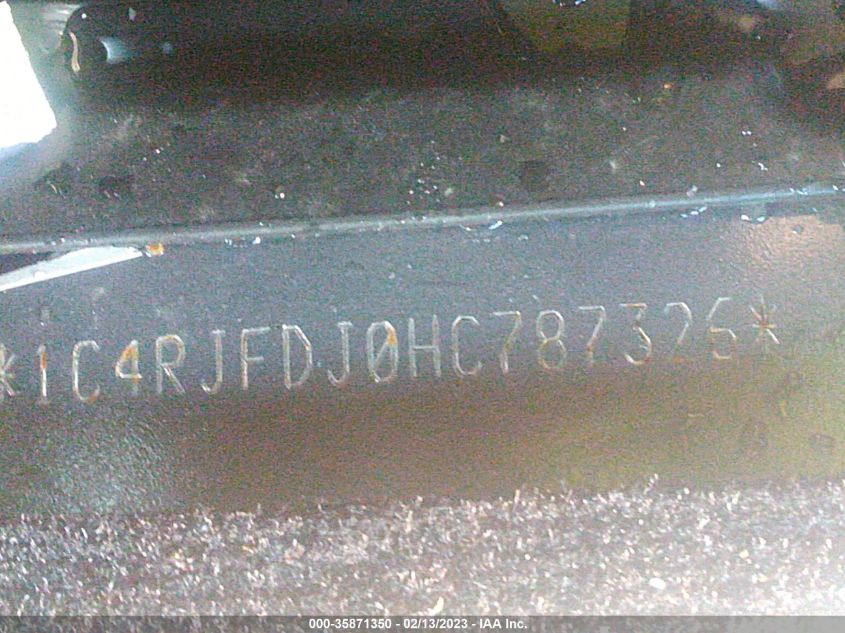 *1C4RJFDJ0HC787326*
000-35871350 - 02/13/2023 - IAA Inc.